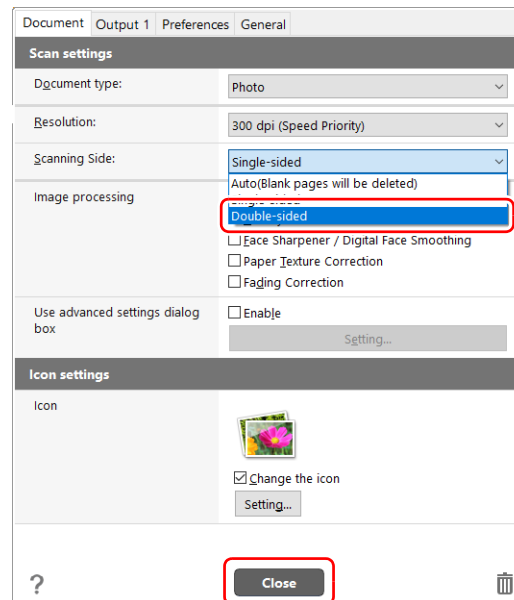 Document Output 1 Preferences General
Scan settings
Document type: Photo
Resolution: 300 dpi (Speed Priority)
Scanning Side: Single-sided
Auto(Blank pages will be deleted)
Image processing
Double-sided
Face Sharpener / Digital Face Smoothing
Paper Texture Correction
Fading Correction
Use advanced settings dialog box
Enable
Setting...
Icon settings
Icon
Change the icon
Setting...
? Close